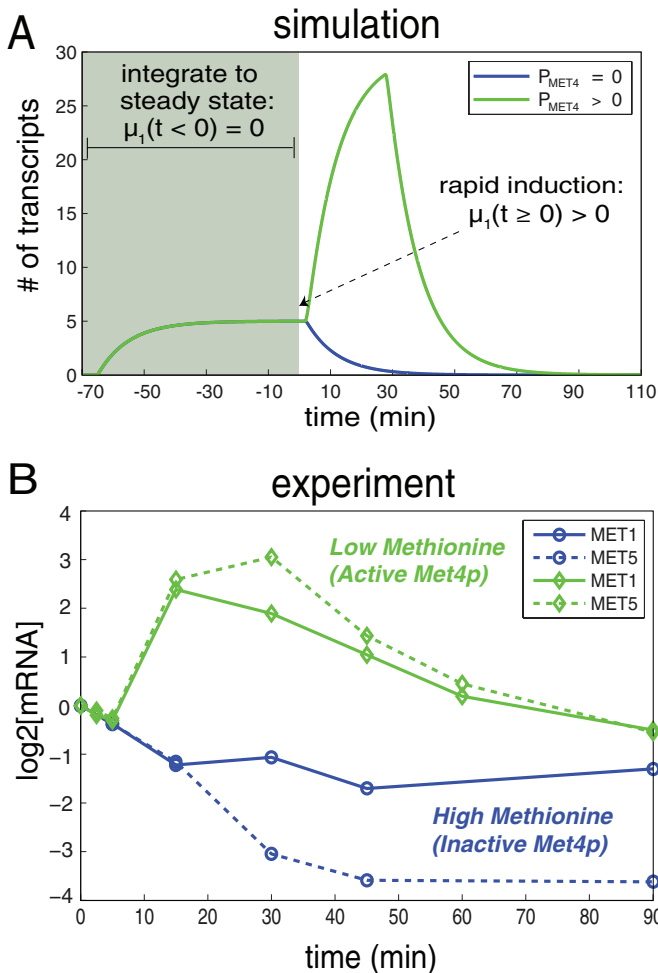 A
simulation
30
25
20
15
10
5
0
# of transcripts
integrate to
steady state:
μ₁(t < 0) = 0
P_MET4 = 0
P_MET4 > 0
rapid induction:
μ₁(t ≥ 0) > 0
-70 -50 -30 -10 10 30 50 70 90 110
time (min)
B
experiment
4
3
2
1
0
−1
−2
−3
−4
log2[mRNA]
Low Methionine
(Active Met4p)
MET1
MET5
MET1
MET5
High Methionine
(Inactive Met4p)
0 10 20 30 40 50 60 70 80 90
time (min)